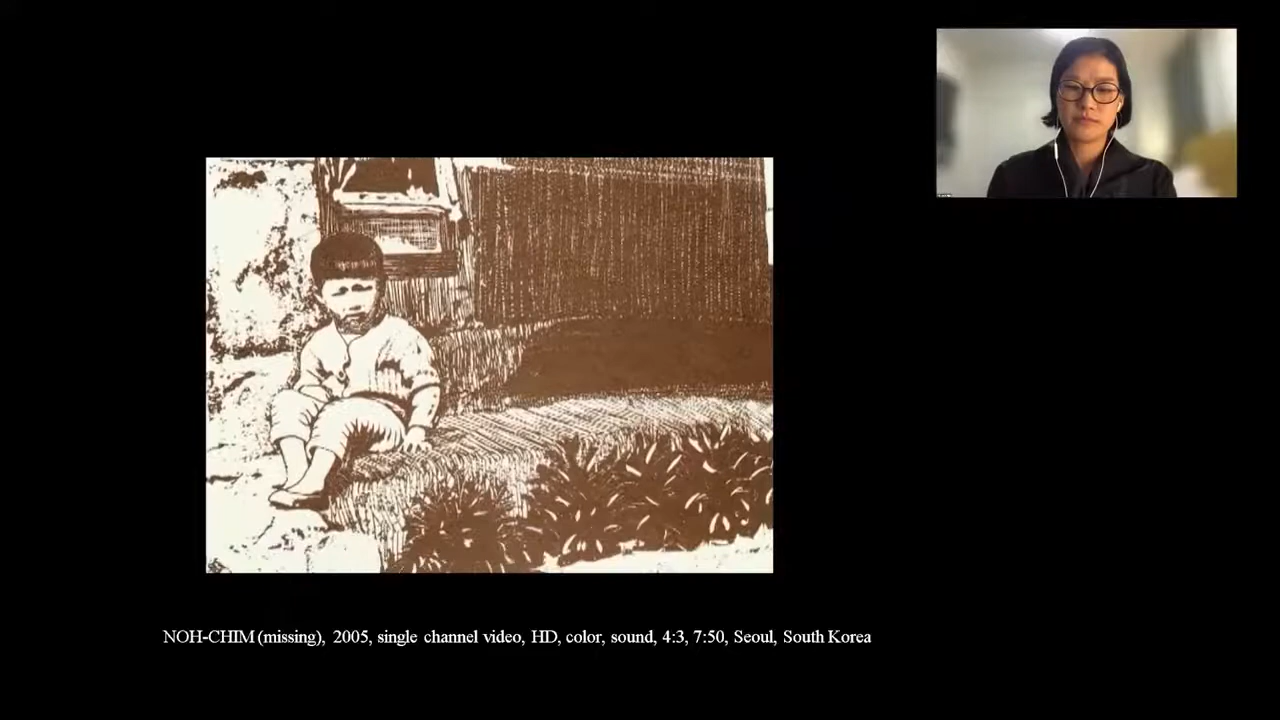 NOH-CHIM (missing), 2005, single channel video, HD, color, sound, 4:3, 7:50, Seoul, South Korea